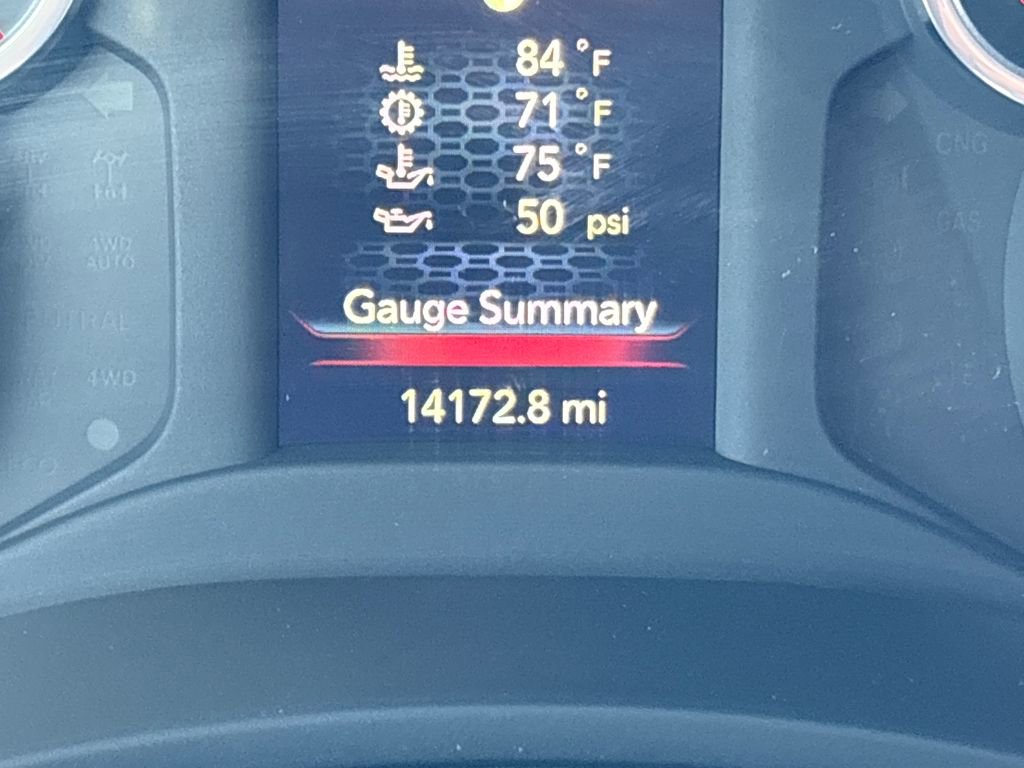 84 °F
71 °F
75 °F
50 psi
Gauge Summary
14172.8 mi
CNG
GAS
4WD
AUTO
4WD